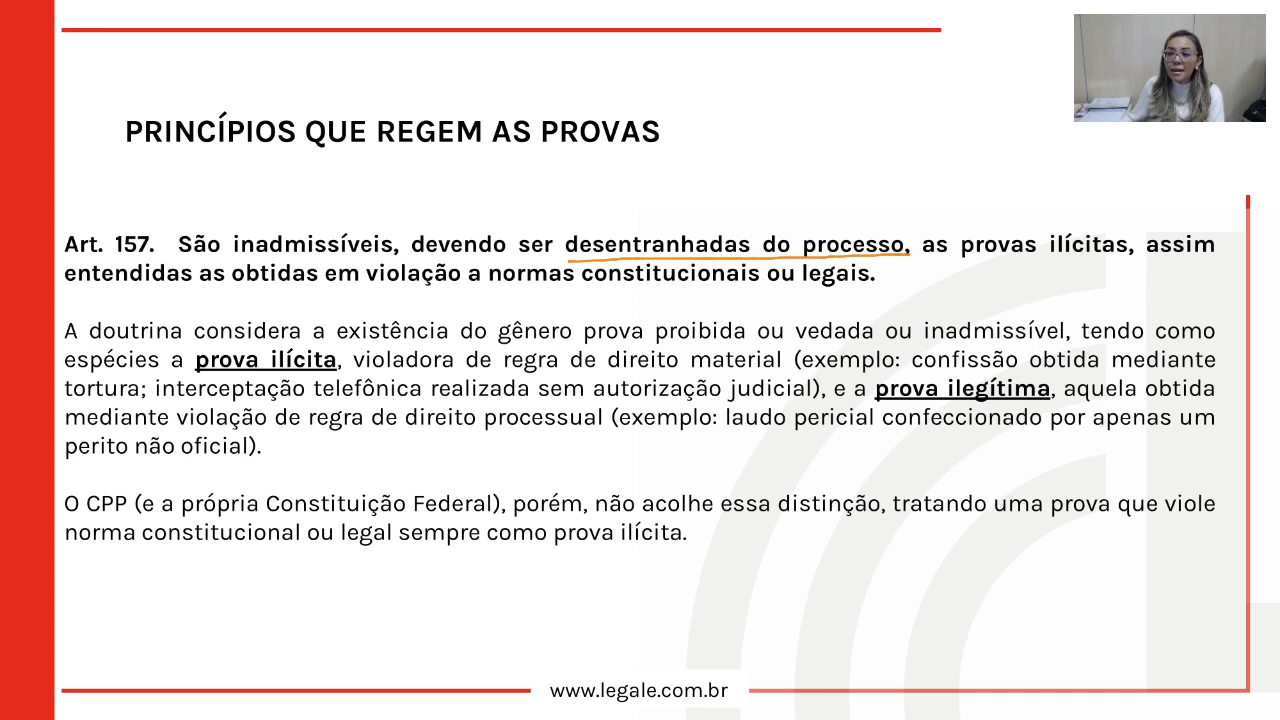 PRINCÍPIOS QUE REGEM AS PROVAS
Art. 157. São inadmissíveis, devendo ser desentranhadas do processo, as provas ilícitas, assim
entendidas as obtidas em violação a normas constitucionais ou legais.
A doutrina considera a existência do gênero prova proibida ou vedada ou inadmissível, tendo como
espécies a prova ilícita, violadora de regra de direito material (exemplo: confissão obtida mediante
tortura; interceptação telefônica realizada sem autorização judicial), e a prova ilegítima, aquela obtida
mediante violação de regra de direito processual (exemplo: laudo pericial confeccionado por apenas um
perito não oficial).
O CPP (e a própria Constituição Federal), porém, não acolhe essa distinção, tratando uma prova que viole
norma constitucional ou legal sempre como prova ilícita.
www.legale.com.br